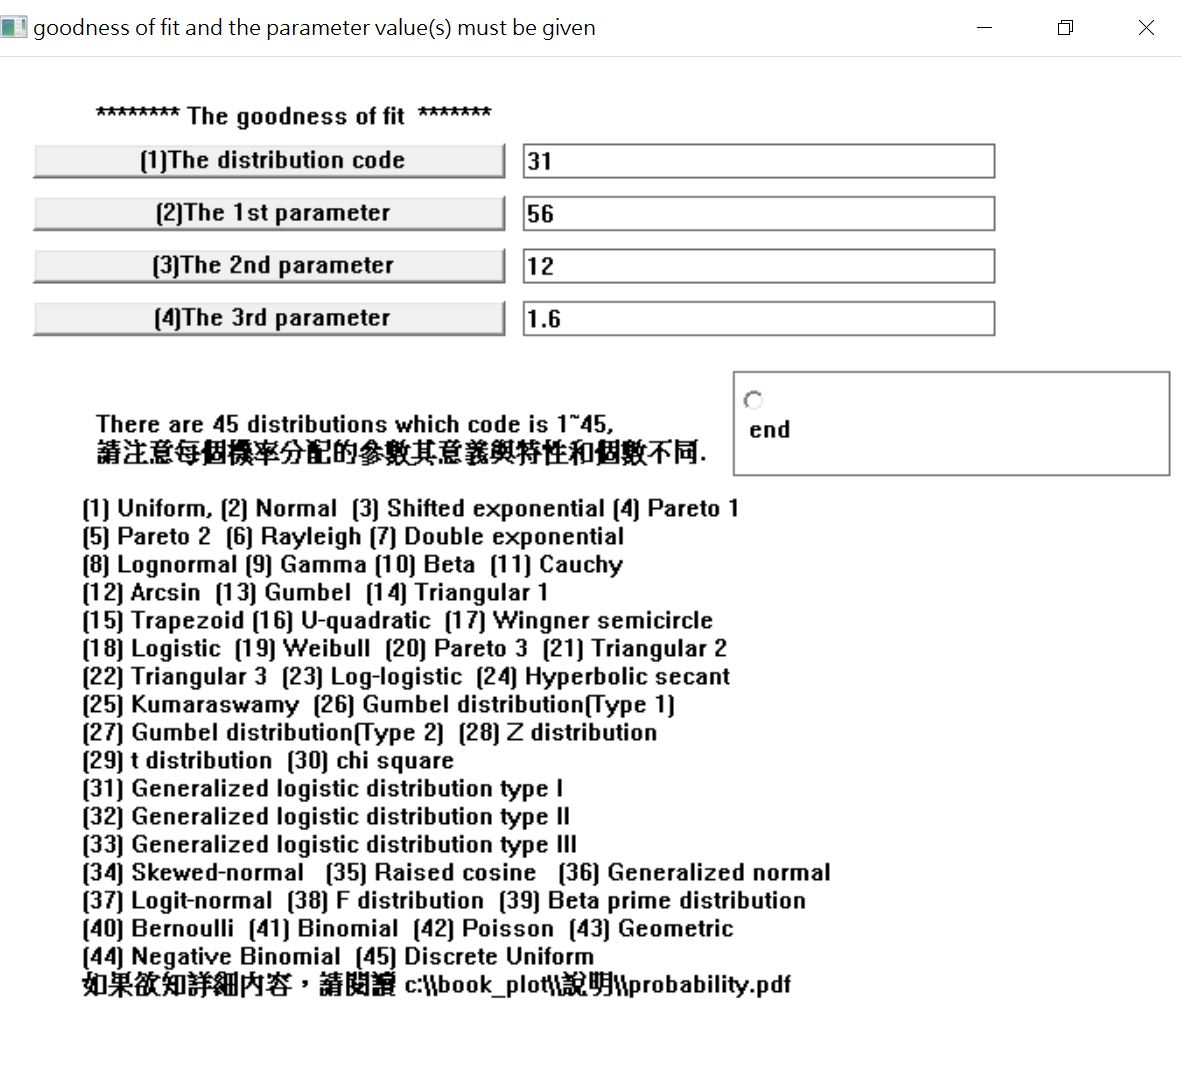 goodness of fit and the parameter value(s) must be given
******** The goodness of fit *******
(1)The distribution code 31
(2)The 1st parameter 56
(3)The 2nd parameter 12
(4)The 3rd parameter 1.6
There are 45 distributions which code is 1~45,
請注意每個機率分配的參數其意義與特性和個數不同.
end
(1) Uniform, (2) Normal (3) Shifted exponential (4) Pareto 1
(5) Pareto 2 (6) Rayleigh (7) Double exponential
(8) Lognormal (9) Gamma (10) Beta (11) Cauchy
(12) Arcsin (13) Gumbel (14) Triangular 1
(15) Trapezoid (16) U-quadratic (17) Wingner semicircle
(18) Logistic (19) Weibull (20) Pareto 3 (21) Triangular 2
(22) Triangular 3 (23) Log-logistic (24) Hyperbolic secant
(25) Kumaraswamy (26) Gumbel distribution(Type 1)
(27) Gumbel distribution(Type 2) (28) Z distribution
(29) t distribution (30) chi square
(31) Generalized logistic distribution type I
(32) Generalized logistic distribution type II
(33) Generalized logistic distribution type III
(34) Skewed-normal (35) Raised cosine (36) Generalized normal
(37) Logit-normal (38) F distribution (39) Beta prime distribution
(40) Bernoulli (41) Binomial (42) Poisson (43) Geometric
(44) Negative Binomial (45) Discrete Uniform
如果欲知詳細內容，請閱讀 c:\\book_plot\\說明\\probability.pdf